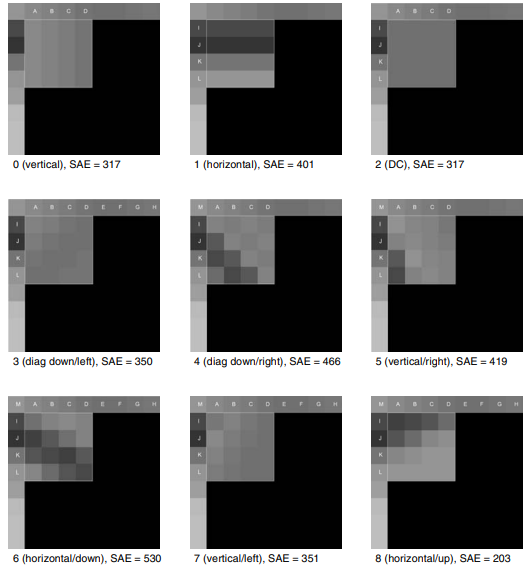 A B C D
I
J
K
L
0 (vertical), SAE = 317
I
J
K
L
1 (horizontal), SAE = 401
A B C D
2 (DC), SAE = 317
A B C D E F G H
I
J
K
L
3 (diag down/left), SAE = 350
M A B C D
I
J
K
L
4 (diag down/right), SAE = 466
M A B C D
I
J
K
L
5 (vertical/right), SAE = 419
M A B C D E F G H
I
J
K
L
6 (horizontal/down), SAE = 530
M A B C D E F G H
I
J
K
L
7 (vertical/left), SAE = 351
M A B C D E F G H
I
J
K
L
8 (horizontal/up), SAE = 203